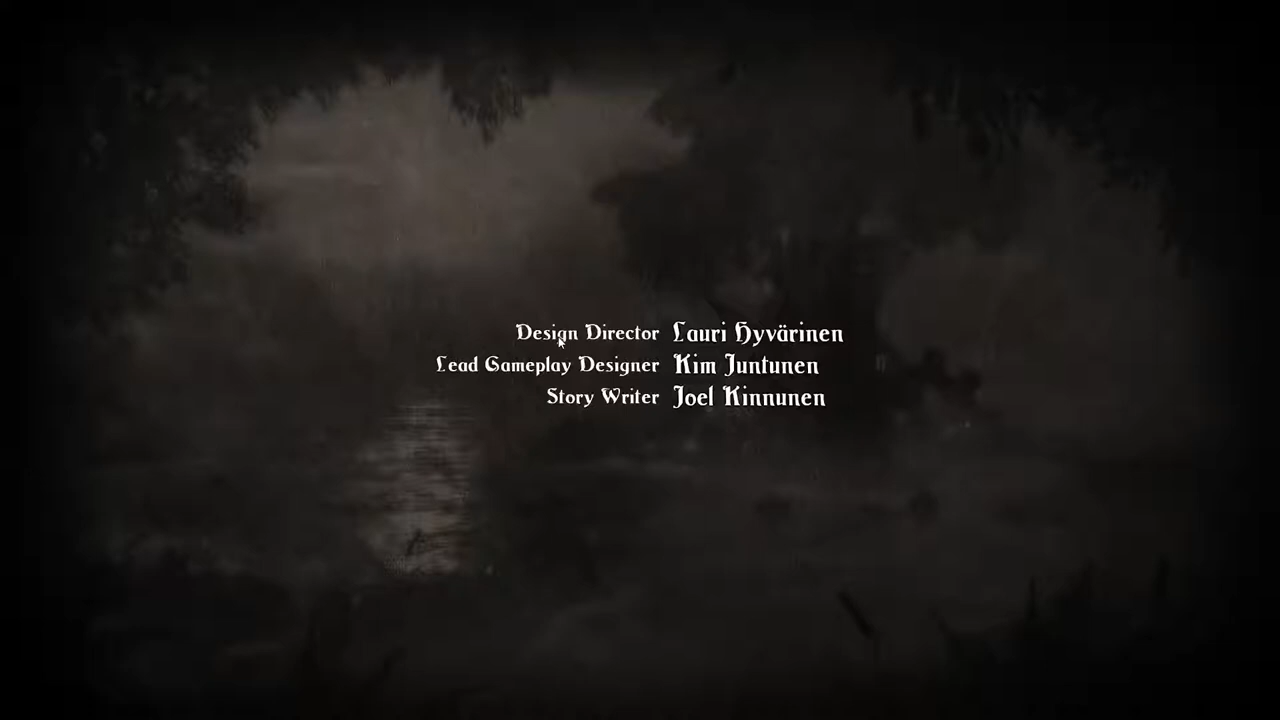 Design Director Lauri Hyvärinen
Lead Gameplay Designer Kim Juntunen
Story Writer Joel Kinnunen